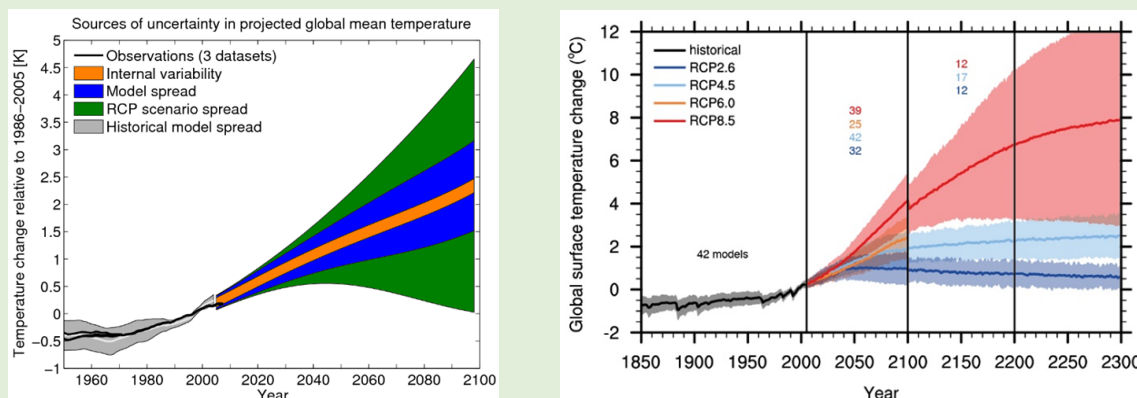 Sources of uncertainty in projected global mean temperature
Temperature change relative to 1986–2005 [K]
5
4.5
4
3.5
3
2.5
2
1.5
1
0.5
0
−0.5
−1
Observations (3 datasets)
Internal variability
Model spread
RCP scenario spread
Historical model spread
1960 1980 2000 2020 2040 2060 2080 2100
Year
Global surface temperature change (°C)
12
10
8
6
4
2
0
-2
historical
RCP2.6
RCP4.5
RCP6.0
RCP8.5
39
25
42
32
12
17
12
42 models
1850 1900 1950 2000 2050 2100 2150 2200 2250 2300
Year